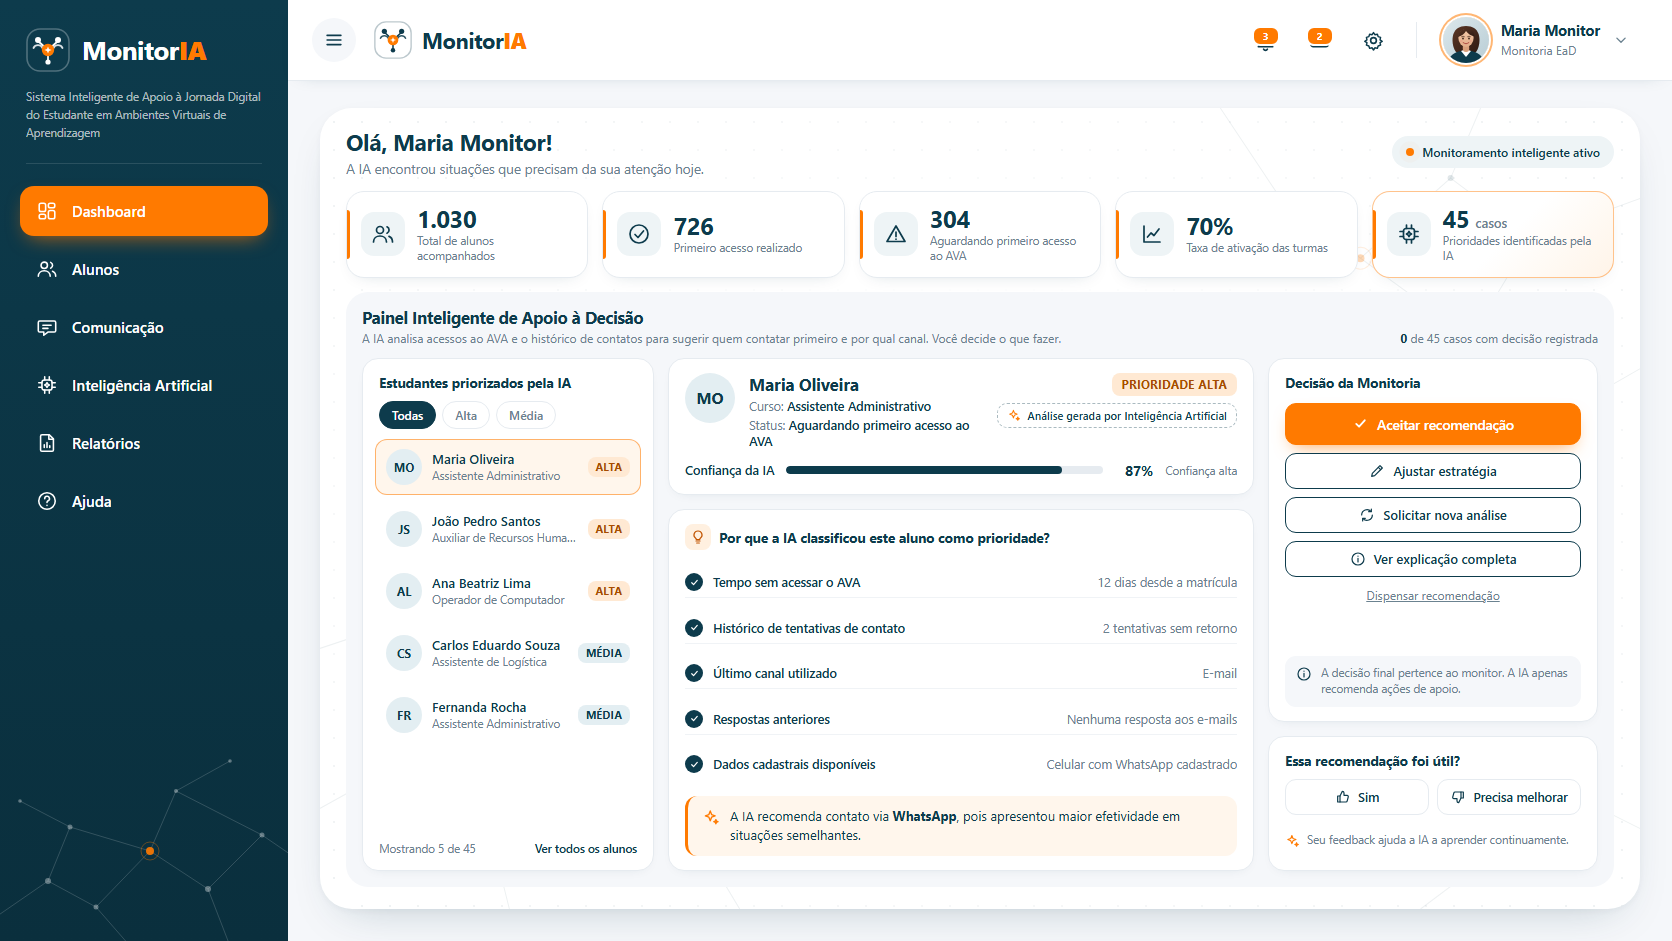 MonitorIA
Sistema Inteligente de Apoio à Jornada Digital
do Estudante em Ambientes Virtuais de
Aprendizagem
Dashboard
Alunos
Comunicação
Inteligência Artificial
Relatórios
Ajuda
MonitorIA
3
2
Maria Monitor
Monitoria EaD
Olá, Maria Monitor!
A IA encontrou situações que precisam da sua atenção hoje.
Monitoramento inteligente ativo
1.030
Total de alunos
acompanhados
726
Primeiro acesso realizado
304
Aguardando primeiro acesso
ao AVA
70%
Taxa de ativação das turmas
45 casos
Prioridades identificadas pela
IA
Painel Inteligente de Apoio à Decisão
A IA analisa acessos ao AVA e o histórico de contatos para sugerir quem contatar primeiro e por qual canal. Você decide o que fazer.
0 de 45 casos com decisão registrada
Estudantes priorizados pela IA
Todas
Alta
Média
MO
Maria Oliveira
Assistente Administrativo
ALTA
JS
João Pedro Santos
Auxiliar de Recursos Huma...
ALTA
AL
Ana Beatriz Lima
Operador de Computador
ALTA
CS
Carlos Eduardo Souza
Assistente de Logística
MÉDIA
FR
Fernanda Rocha
Assistente Administrativo
MÉDIA
Mostrando 5 de 45
Ver todos os alunos
MO
Maria Oliveira
Curso: Assistente Administrativo
Status: Aguardando primeiro acesso ao
AVA
PRIORIDADE ALTA
Análise gerada por Inteligência Artificial
Confiança da IA
87%
Confiança alta
Por que a IA classificou este aluno como prioridade?
Tempo sem acessar o AVA
12 dias desde a matrícula
Histórico de tentativas de contato
2 tentativas sem retorno
Último canal utilizado
E-mail
Respostas anteriores
Nenhuma resposta aos e-mails
Dados cadastrais disponíveis
Celular com WhatsApp cadastrado
A IA recomenda contato via WhatsApp, pois apresentou maior efetividade em
situações semelhantes.
Decisão da Monitoria
Aceitar recomendação
Ajustar estratégia
Solicitar nova análise
Ver explicação completa
Dispensar recomendação
A decisão final pertence ao monitor. A IA apenas
recomenda ações de apoio.
Essa recomendação foi útil?
Sim
Precisa melhorar
Seu feedback ajuda a IA a aprender continuamente.